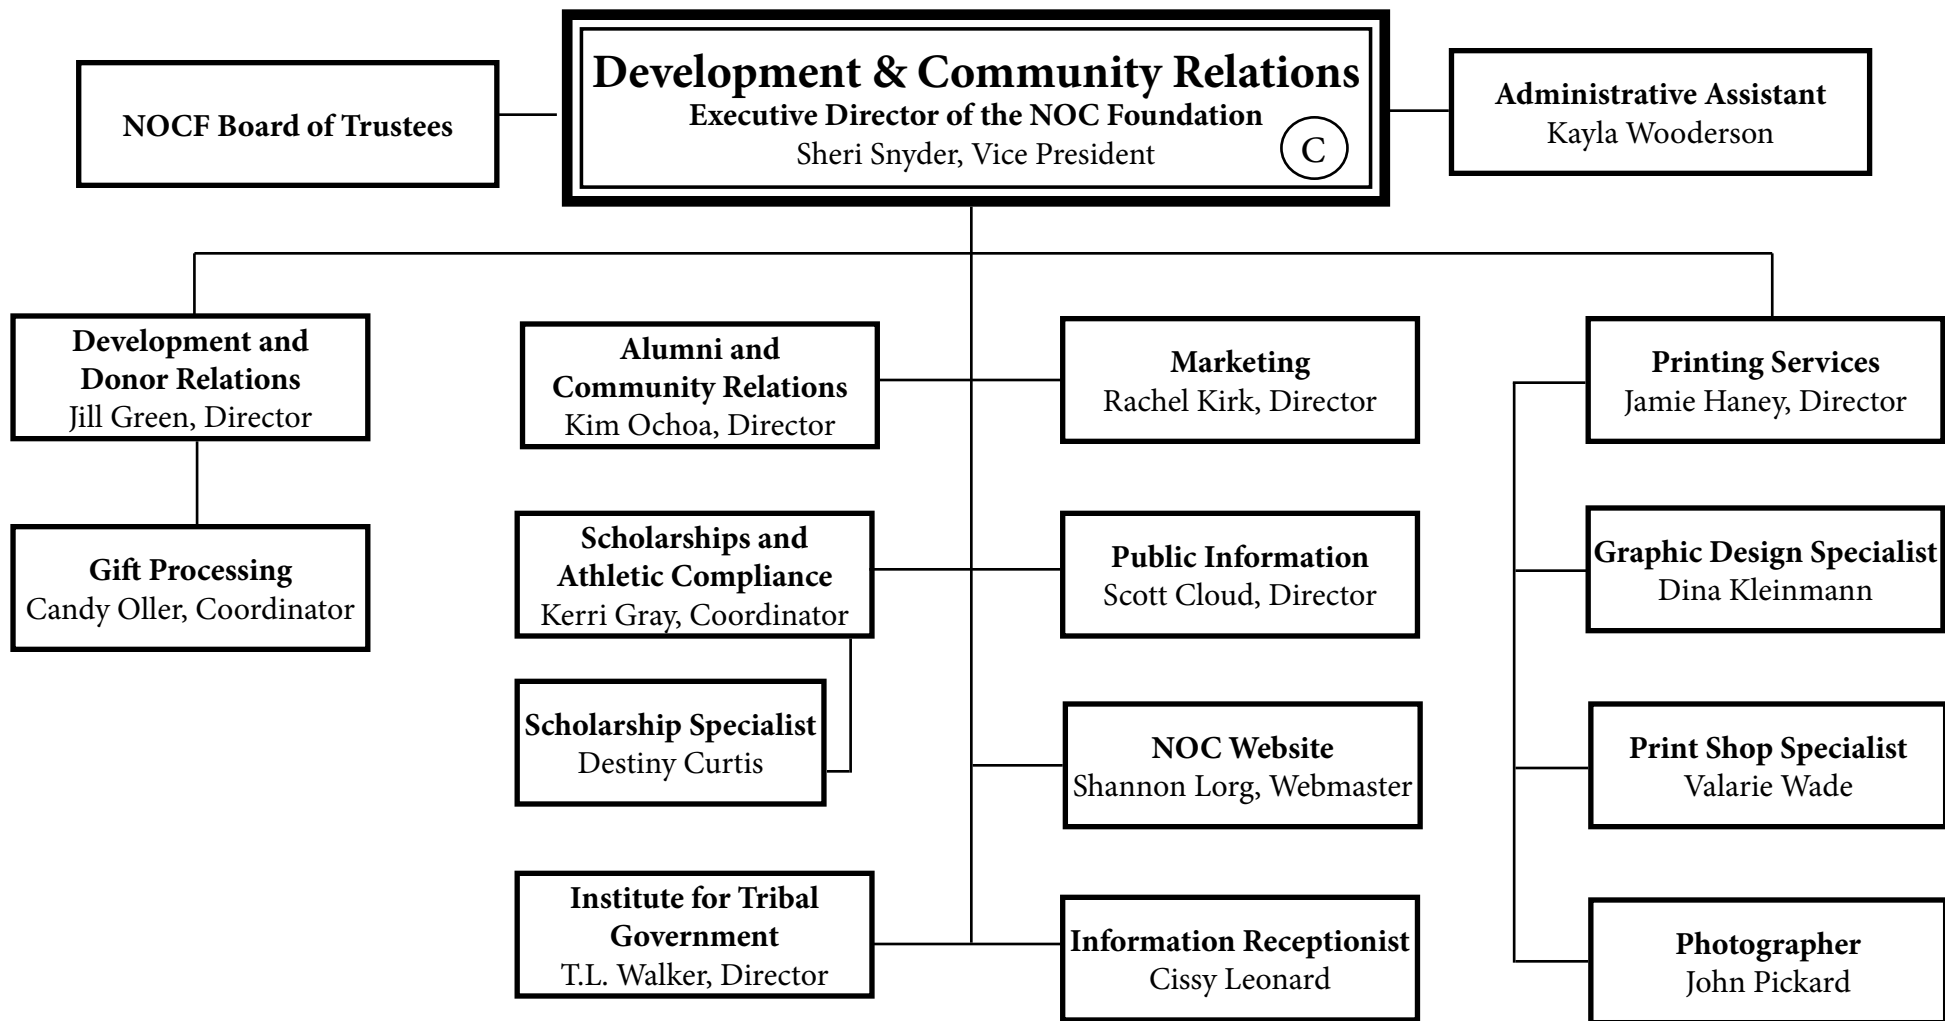 NOCF Board of Trustees
Development & Community Relations
Executive Director of the NOC Foundation
Sheri Snyder, Vice President
C
Administrative Assistant
Kayla Wooderson
Development and
Donor Relations
Jill Green, Director
Alumni and
Community Relations
Kim Ochoa, Director
Marketing
Rachel Kirk, Director
Printing Services
Jamie Haney, Director
Gift Processing
Candy Oller, Coordinator
Scholarships and
Athletic Compliance
Kerri Gray, Coordinator
Public Information
Scott Cloud, Director
Graphic Design Specialist
Dina Kleinmann
Scholarship Specialist
Destiny Curtis
NOC Website
Shannon Lorg, Webmaster
Print Shop Specialist
Valarie Wade
Institute for Tribal
Government
T.L. Walker, Director
Information Receptionist
Cissy Leonard
Photographer
John Pickard